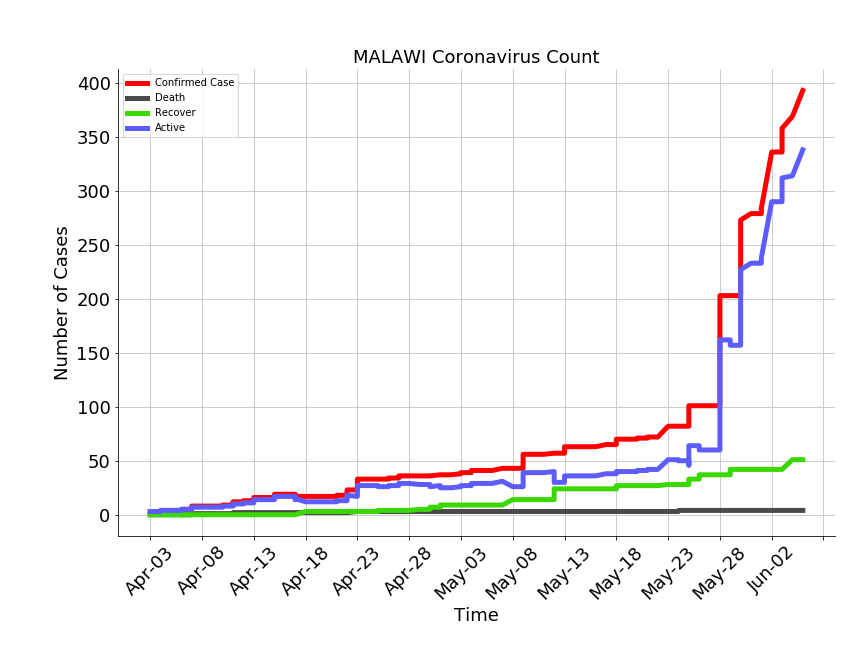 MALAWI Coronavirus Count
Confirmed Case
Death
Recover
Active
400
350
300
250
200
150
100
50
0
Number of Cases
Apr-03
Apr-08
Apr-13
Apr-18
Apr-23
Apr-28
May-03
May-08
May-13
May-18
May-23
May-28
Jun-02
Time